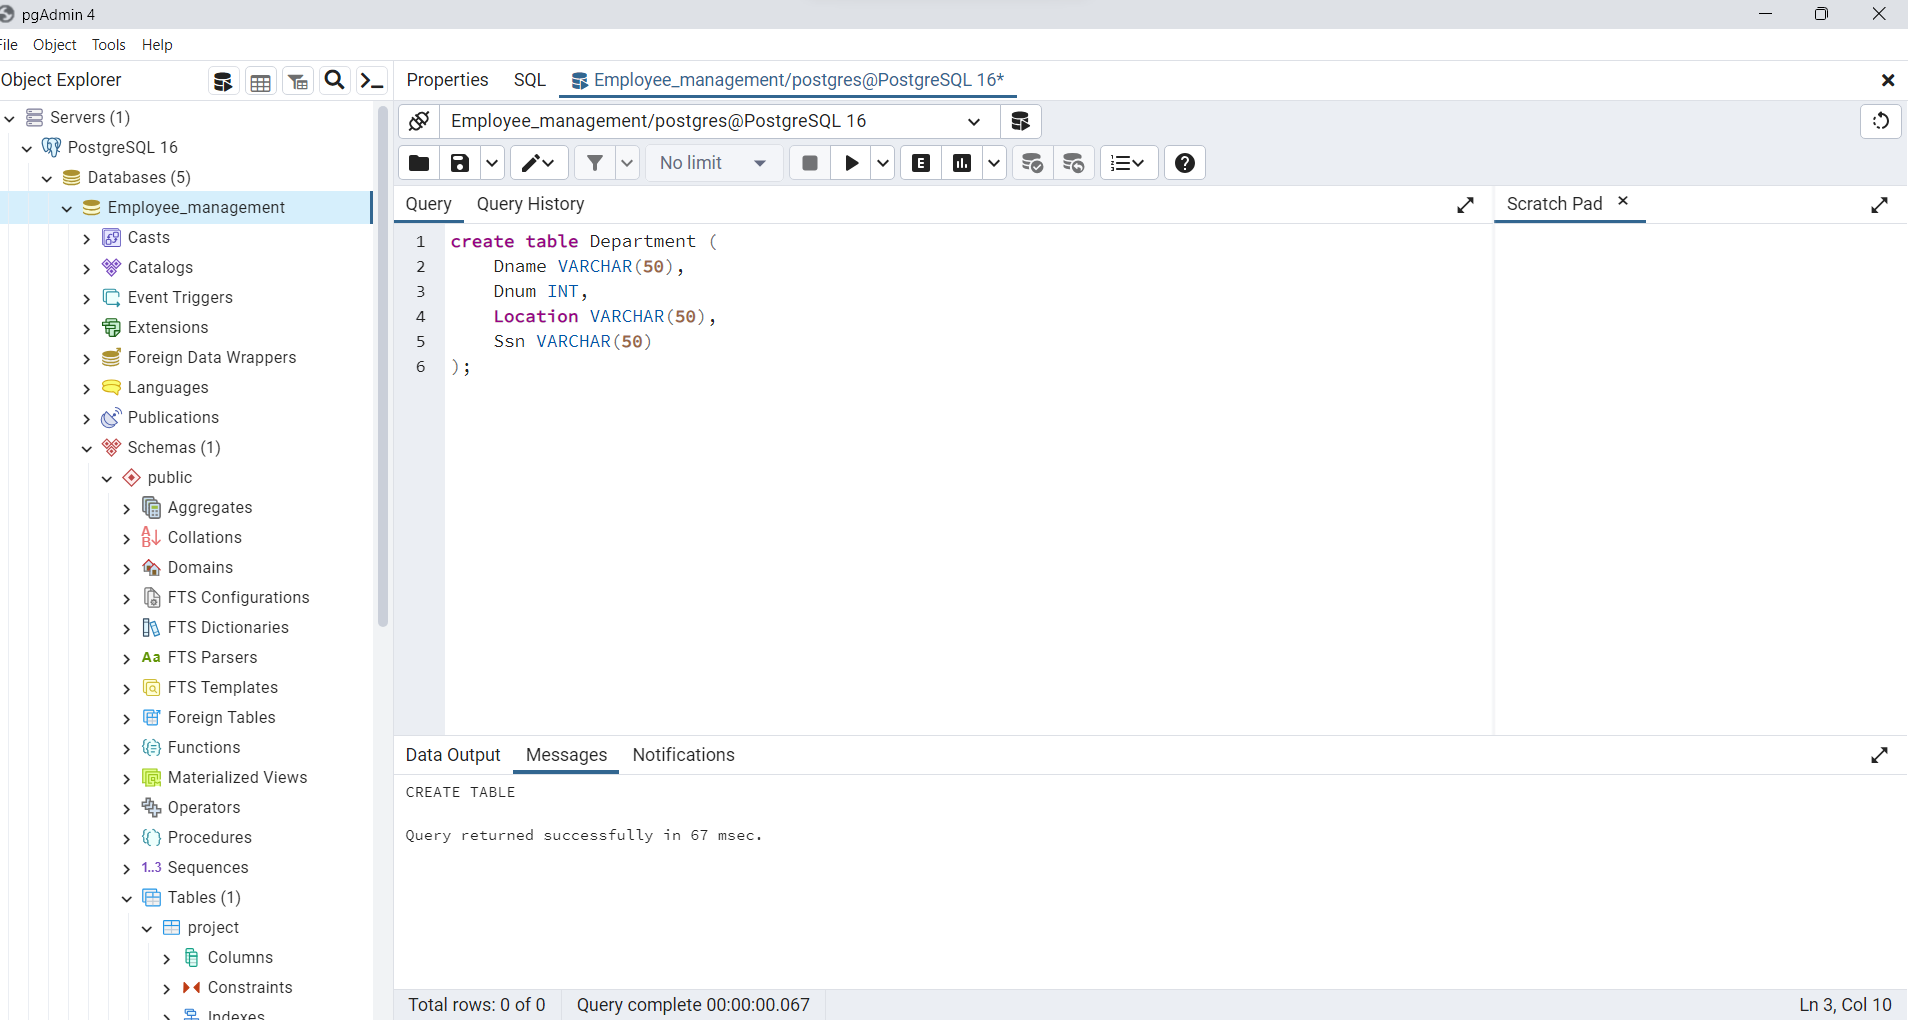 pgAdmin 4
File Object Tools Help
Object Explorer
Properties SQL Employee_management/postgres@PostgreSQL 16*
Servers (1)
PostgreSQL 16
Databases (5)
Employee_management
Casts
Catalogs
Event Triggers
Extensions
Foreign Data Wrappers
Languages
Publications
Schemas (1)
public
Aggregates
Collations
Domains
FTS Configurations
FTS Dictionaries
Aa FTS Parsers
FTS Templates
Foreign Tables
Functions
Materialized Views
Operators
Procedures
1..3 Sequences
Tables (1)
project
Columns
Constraints
Indexes
Employee_management/postgres@PostgreSQL 16
No limit
E
Query Query History
Scratch Pad
1 create table Department (
2 Dname VARCHAR(50),
3 Dnum INT,
4 Location VARCHAR(50),
5 Ssn VARCHAR(50)
6 );
Data Output Messages Notifications
CREATE TABLE
Query returned successfully in 67 msec.
Total rows: 0 of 0 Query complete 00:00:00.067 Ln 3, Col 10